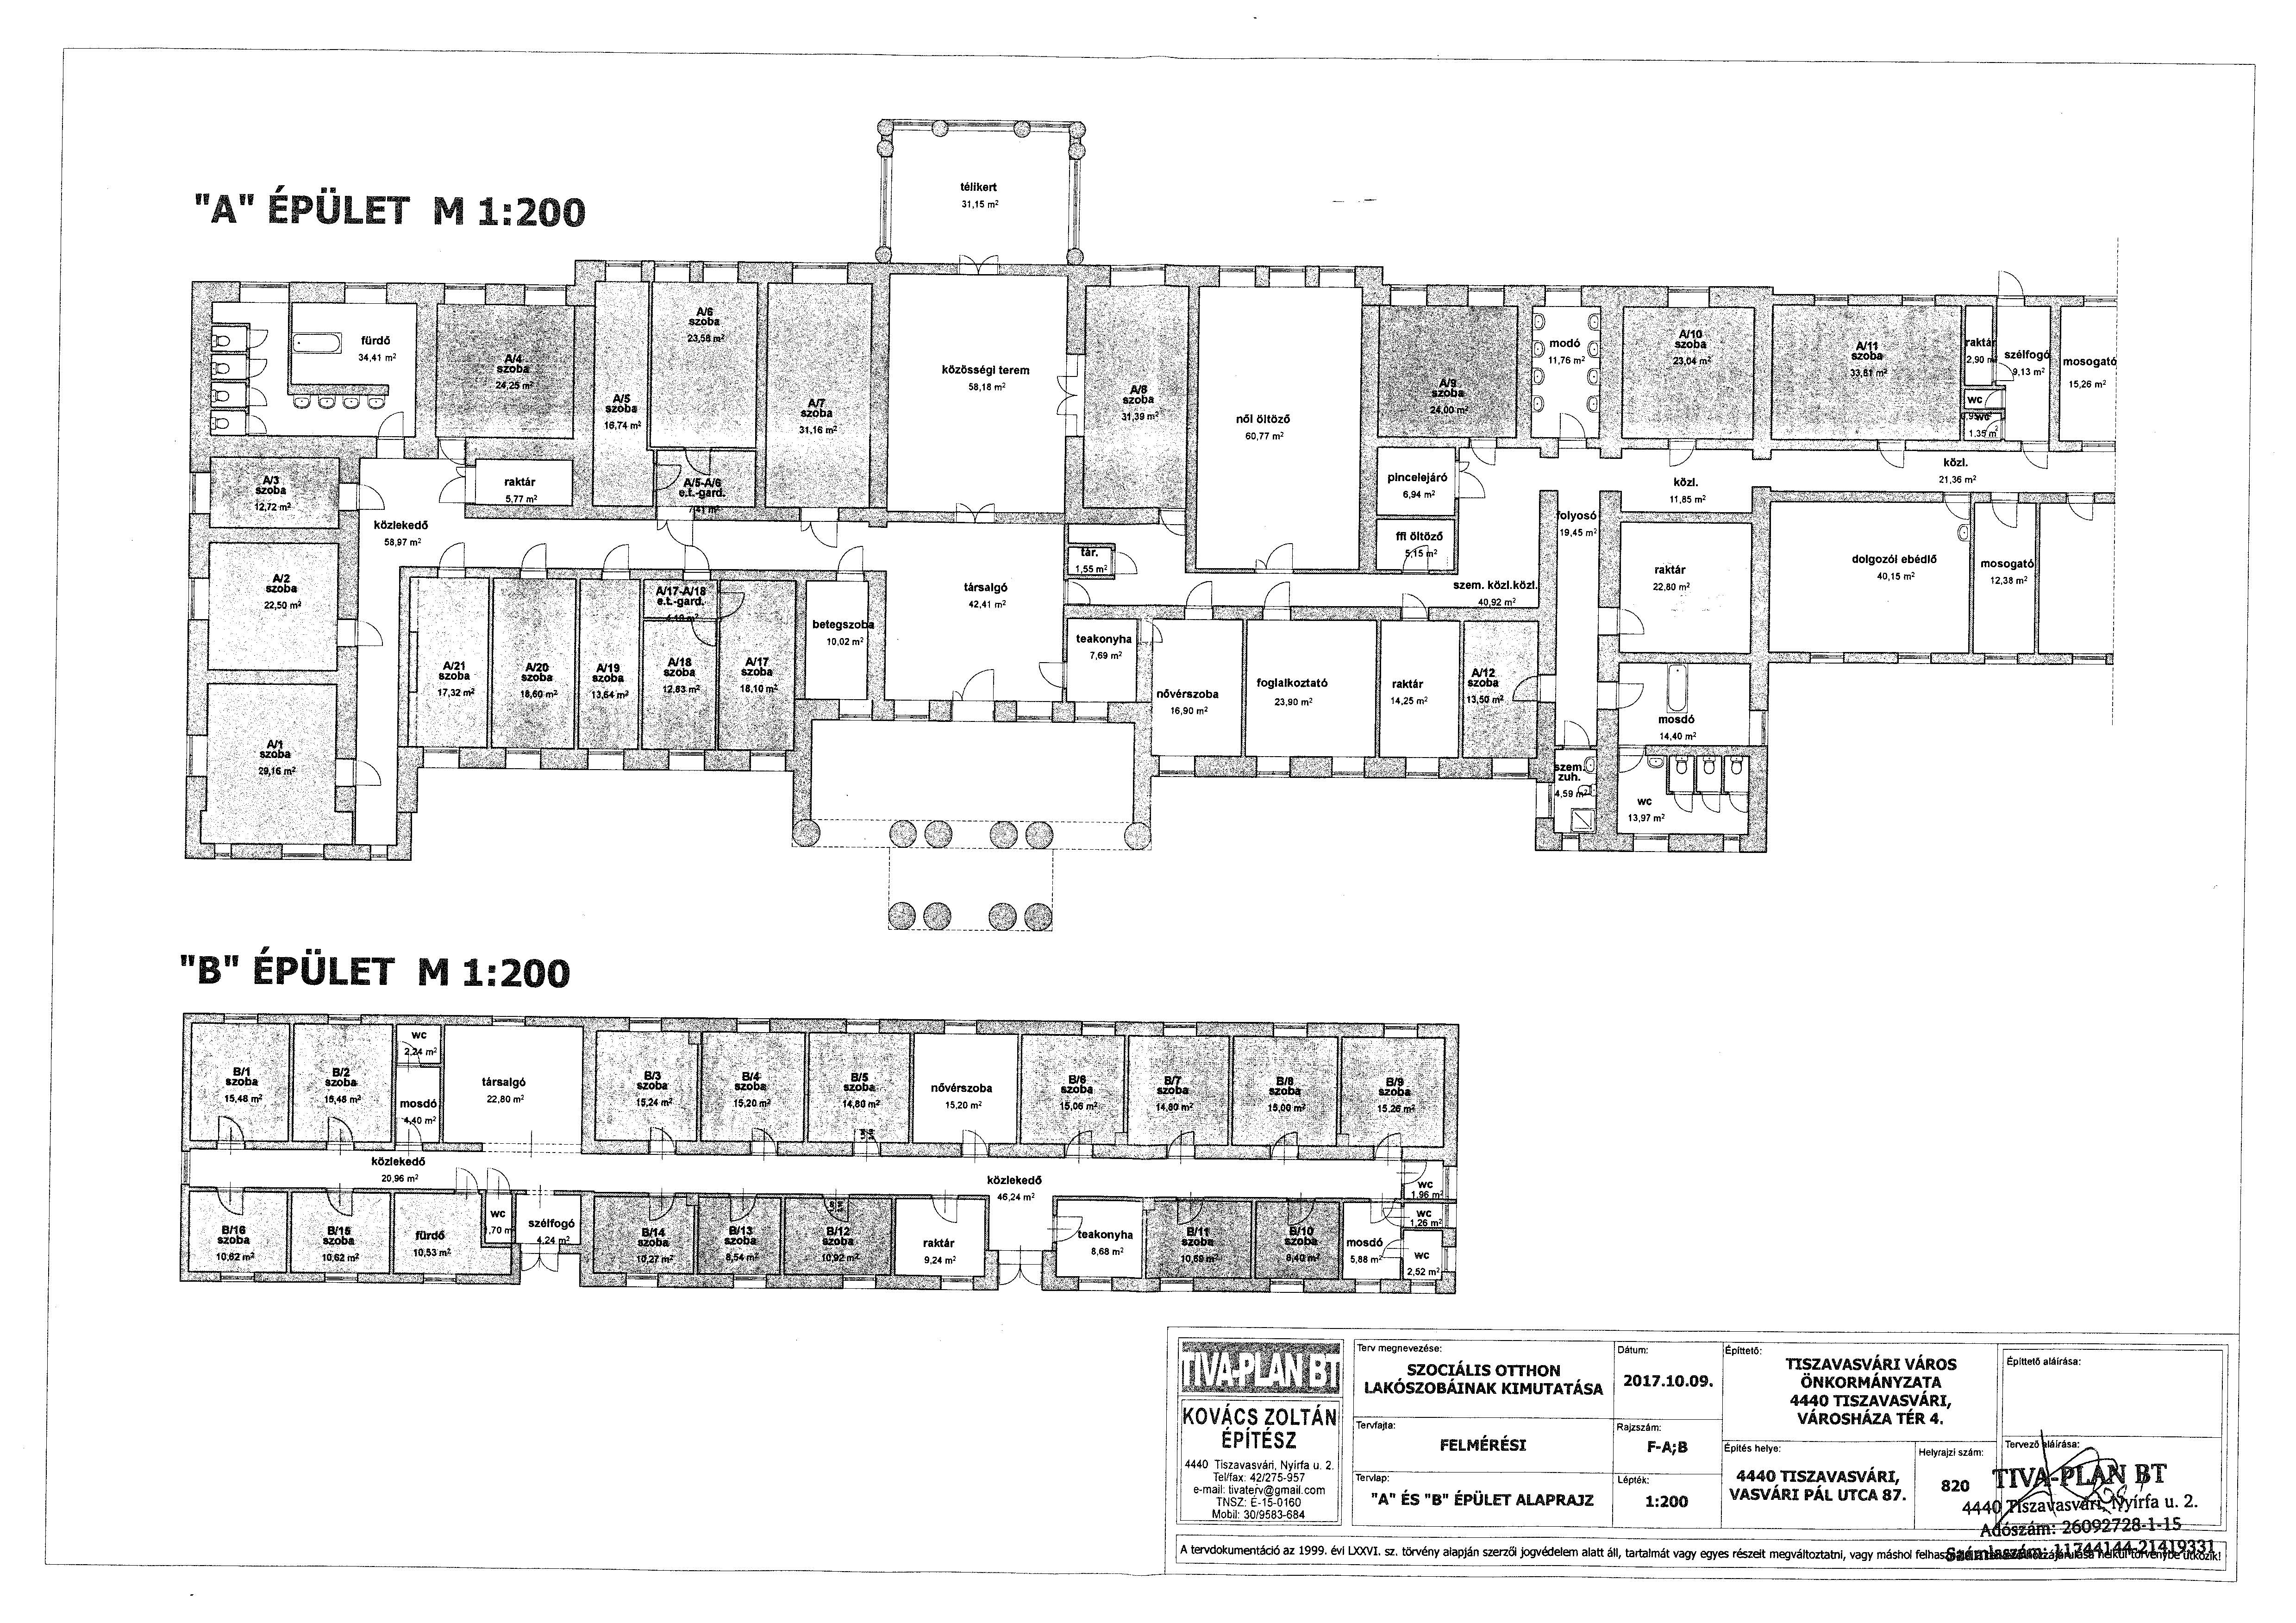 "A" ÉPÜLET M 1:200
télikert
31,15 m²
fürdő
34,41 m²
A/4
szoba
24,25 m²
A/5
szoba
16,74 m²
A/6
szoba
23,58 m²
A/7
szoba
31,16 m²
közösségi terem
58,18 m²
A/8
szoba
31,39 m²
női öltöző
60,77 m²
A/9
szoba
24,00 m²
modó
11,76 m²
A/10
szoba
23,04 m²
A/11
szoba
33,81 m²
raktár
2,90 m²
szélfogó
9,13 m²
mosogató
15,26 m²
wc
wc
1.35 m²
A/3
szoba
12,72 m²
raktár
5,77 m²
A/5-A/6
e.t.-gard.
7,41 m²
pincelejáró
6,94 m²
közl.
11,85 m²
közl.
21,36 m²
közlekedő
58,97 m²
ffi öltöző
5,15 m²
folyosó
19,45 m²
tár.
1,55 m²
A/2
szoba
22,50 m²
társalgó
42,41 m²
szem. közl.közl.
40,92 m²
raktár
22,80 m²
dolgozói ebédlő
40,15 m²
mosogató
12,38 m²
A/17-A/18
e.t.-gard.
betegszoba
10,02 m²
teakonyha
7,69 m²
A/21
szoba
17,32 m²
A/20
szoba
18,60 m²
A/19
szoba
13,64 m²
A/18
szoba
12,83 m²
A/17
szoba
18,10 m²
nővérszoba
16,90 m²
foglalkoztató
23,90 m²
raktár
14,25 m²
A/12
szoba
13,50 m²
mosdó
14,40 m²
A/1
szoba
29,16 m²
szem.
zuh.
4,59 m²
wc
13,97 m²
"B" ÉPÜLET M 1:200
B/1
szoba
15,48 m²
B/2
szoba
15,48 m²
wc
2,24 m²
mosdó
4,40 m²
társalgó
22,80 m²
B/3
szoba
15,24 m²
B/4
szoba
15,20 m²
B/5
szoba
14,80 m²
nővérszoba
15,20 m²
B/6
szoba
15,06 m²
B/7
szoba
14,80 m²
B/8
szoba
15,00 m²
B/9
szoba
15,26 m²
közlekedő
20,96 m²
közlekedő
46,24 m²
wc
1,96 m²
wc
1,26 m²
wc
2,52 m²
B/16
szoba
10,62 m²
B/15
szoba
10,62 m²
fürdő
10,53 m²
wc
1,70 m
szélfogó
4,24 m²
B/14
szoba
10,27 m²
B/13
szoba
8,54 m²
B/12
szoba
10,92 m²
raktár
9,24 m²
teakonyha
8,68 m²
B/11
szoba
10,69 m²
B/10
szoba
8,40 m²
mosdó
5,88 m²
TIVA-PLAN BT
KOVÁCS ZOLTÁN
ÉPÍTÉSZ
4440 Tiszavasvári, Nyírfa u. 2.
Tel/fax: 42/275-957
e-mail: tivaterv@gmail.com
TNSZ: É-15-0160
Mobil: 30/9583-684
Terv megnevezése:
SZOCIÁLIS OTTHON
LAKÓSZOBÁINAK KIMUTATÁSA
Dátum:
2017.10.09.
Építtető:
TISZAVASVÁRI VÁROS
ÖNKORMÁNYZATA
4440 TISZAVASVÁRI,
VÁROSHÁZA TÉR 4.
Építtető aláírása:
Tervfajta:
FELMÉRÉSI
Rajzszám:
F-A;B
Építés helye:
4440 TISZAVASVÁRI,
VASVÁRI PÁL UTCA 87.
Helyrajzi szám:
820
Tervező aláírása:
Tervlap:
"A" ÉS "B" ÉPÜLET ALAPRAJZ
Lépték:
1:200
TIVA-PLAN BT
4440 Tiszavasvári, Nyírfa u. 2.
Adószám: 26092728-1-15
Számlaszám: 11744144-21419331
A tervdokumentáció az 1999. évi LXXVI. sz. törvény alapján szerzői jogvédelem alatt áll, tartalmát vagy egyes részeit megváltoztatni, vagy máshol törvénybe ütközik!